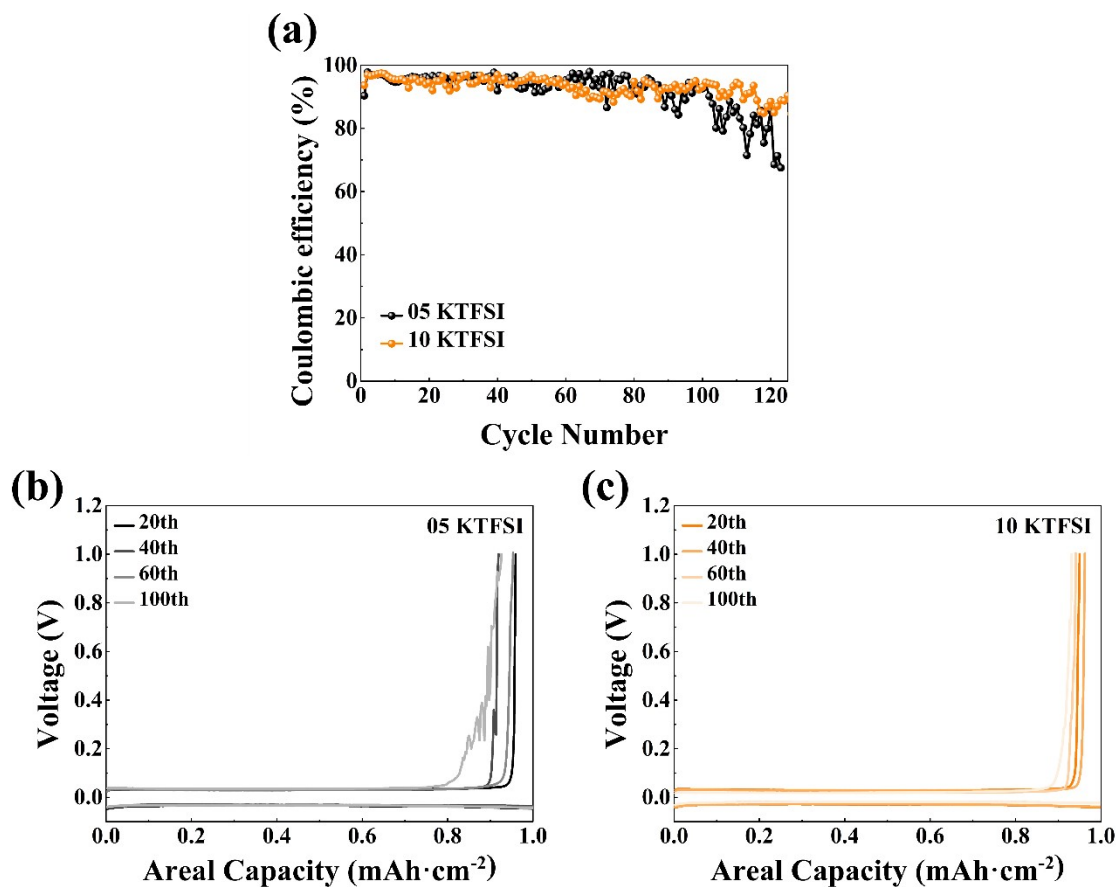 (a)
100
80
60
40
20
0
Coulombic efficiency (%)
05 KTFSI
10 KTFSI
0 20 40 60 80 100 120
Cycle Number
(b)
1.2
1.0
0.8
0.6
0.4
0.2
0.0
Voltage (V)
20th
40th
60th
100th
05 KTFSI
0.0 0.2 0.4 0.6 0.8 1.0
Areal Capacity (mAh·cm⁻²)
(c)
1.2
1.0
0.8
0.6
0.4
0.2
0.0
Voltage (V)
20th
40th
60th
100th
10 KTFSI
0.0 0.2 0.4 0.6 0.8 1.0
Areal Capacity (mAh·cm⁻²)